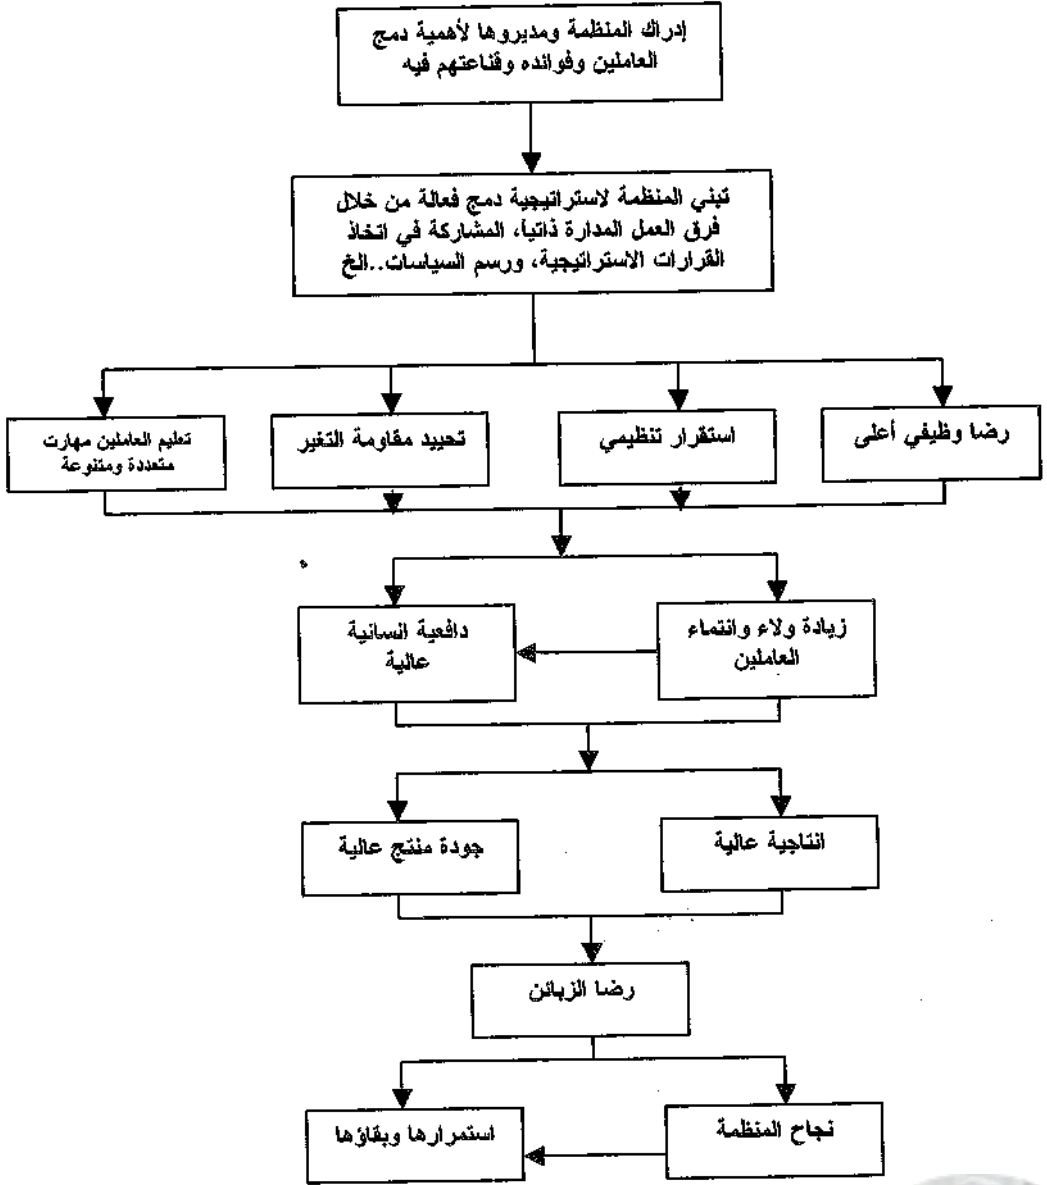 إدراك المنظمة ومديروها لأهمية دمج
العاملين وفوائده وقناعتهم فيه
تبني المنظمة لاستراتيجية دمج فعالة من خلال
فرق العمل المدارة ذاتياً، المشاركة في اتخاذ
القرارات الاستراتيجية، ورسم السياسات..الخ
رضا وظيفي أعلى
استقرار تنظيمي
تحييد مقاومة التغير
تعليم العاملين مهارت
متعددة ومتنوعة
زيادة ولاء وانتماء
العاملين
دافعية انسانية
عالية
انتاجية عالية
جودة منتج عالية
رضا الزبائن
نجاح المنظمة
استمرارها وبقاؤها